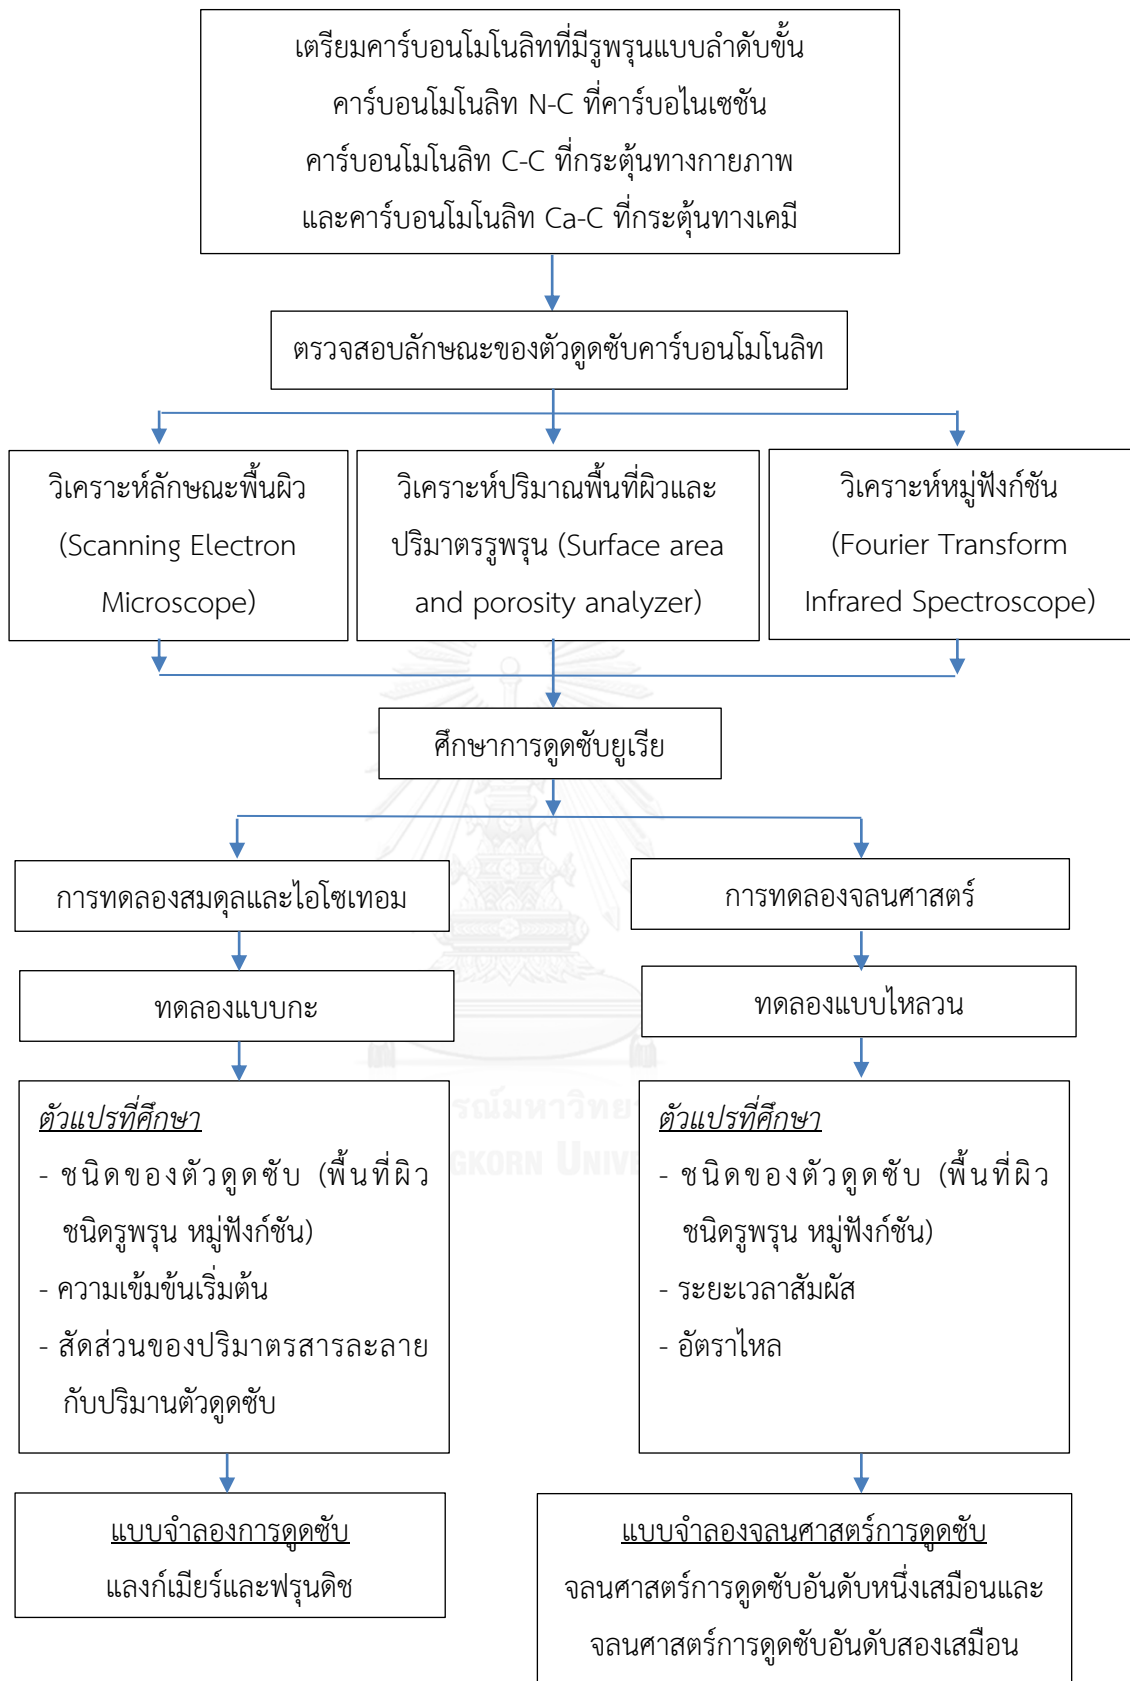 เตรียมคาร์บอนโมโนลิทที่มีรูพรุนแบบลำดับขั้น
คาร์บอนโมโนลิท N-C ที่คาร์บอไนเซชัน
คาร์บอนโมโนลิท C-C ที่กระตุ้นทางกายภาพ
และคาร์บอนโมโนลิท Ca-C ที่กระตุ้นทางเคมี
ตรวจสอบลักษณะของตัวดูดซับคาร์บอนโมโนลิท
วิเคราะห์ลักษณะพื้นผิว
(Scanning Electron
Microscope)
วิเคราะห์ปริมาณพื้นที่ผิวและ
ปริมาตรรูพรุน (Surface area
and porosity analyzer)
วิเคราะห์หมู่ฟังก์ชัน
(Fourier Transform
Infrared Spectroscope)
ศึกษาการดูดซับยูเรีย
การทดลองสมดุลและไอโซเทอม
ทดลองแบบกะ
ตัวแปรที่ศึกษา
- ชนิดของตัวดูดซับ (พื้นที่ผิว
ชนิดรูพรุน หมู่ฟังก์ชัน)
- ความเข้มข้นเริ่มต้น
- สัดส่วนของปริมาตรสารละลาย
กับปริมานตัวดูดซับ
แบบจำลองการดูดซับ
แลงก์เมียร์และฟรุนดิช
การทดลองจลนศาสตร์
ทดลองแบบไหลวน
ตัวแปรที่ศึกษา
- ชนิดของตัวดูดซับ (พื้นที่ผิว
ชนิดรูพรุน หมู่ฟังก์ชัน)
- ระยะเวลาสัมผัส
- อัตราไหล
แบบจำลองจลนศาสตร์การดูดซับ
จลนศาสตร์การดูดซับอันดับหนึ่งเสมือนและ
จลนศาสตร์การดูดซับอันดับสองเสมือน